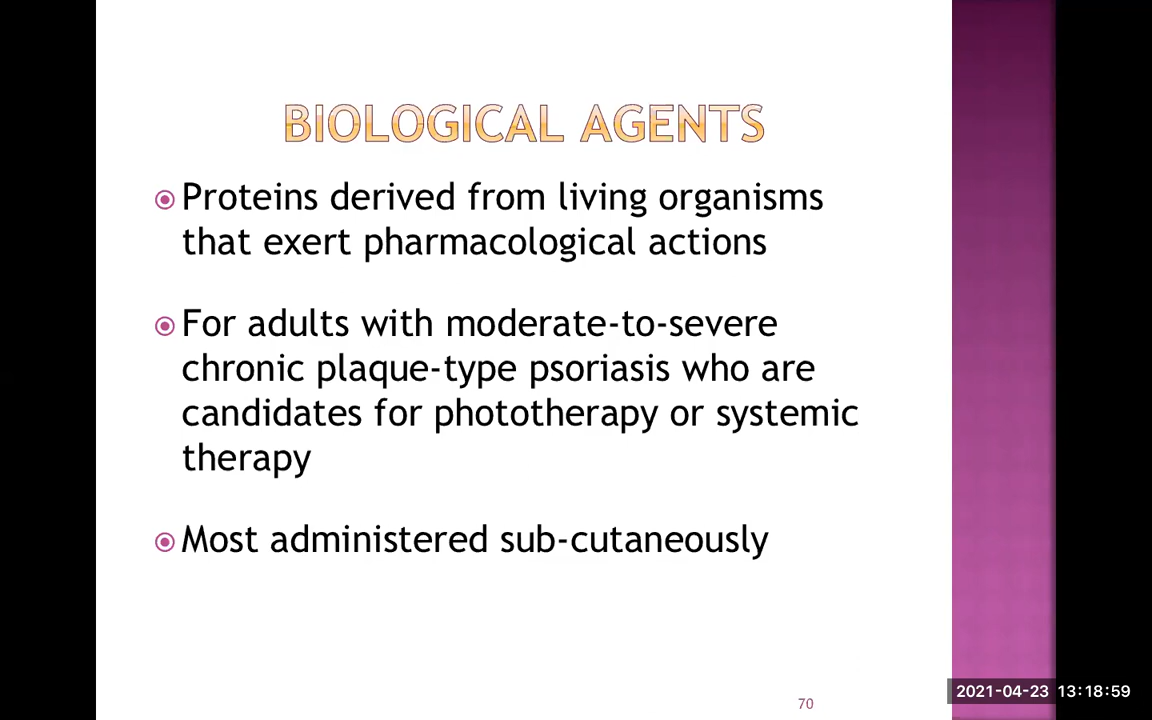 BIOLOGICAL AGENTS
Proteins derived from living organisms
that exert pharmacological actions
For adults with moderate-to-severe
chronic plaque-type psoriasis who are
candidates for phototherapy or systemic
therapy
Most administered sub-cutaneously
70
2021-04-23 13:18:59